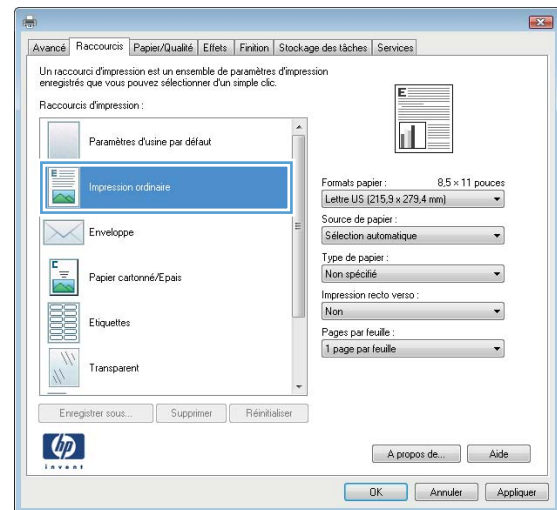 Avancé Raccourcis Papier/Qualité Effets Finition Stockage des tâches Services
Un raccourci d'impression est un ensemble de paramètres d'impression
enregistrés que vous pouvez sélectionner d'un simple clic.
Raccourcis d'impression :
Paramètres d'usine par défaut
E
Impression ordinaire
Enveloppe
Papier cartonné/Epais
Etiquettes
Transparent
Enregistrer sous... Supprimer Réinitialiser
E
Formats papier : 8,5 × 11 pouces
Lettre US (215,9 x 279,4 mm)
Source de papier :
Sélection automatique
Type de papier :
Non spécifié
Impression recto verso :
Non
Pages par feuille :
1 page par feuille
hp
invent
A propos de... Aide
OK Annuler Appliquer